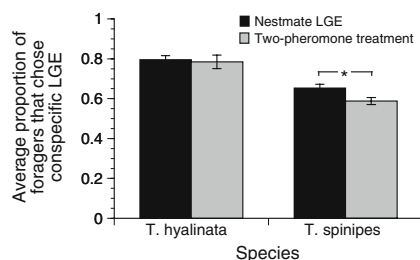 Average proportion of
foragers that chose
conspecific LGE
1
0.8
0.6
0.4
0.2
0
Nestmate LGE
Two-pheromone treatment
*
T. hyalinata
T. spinipes
Species